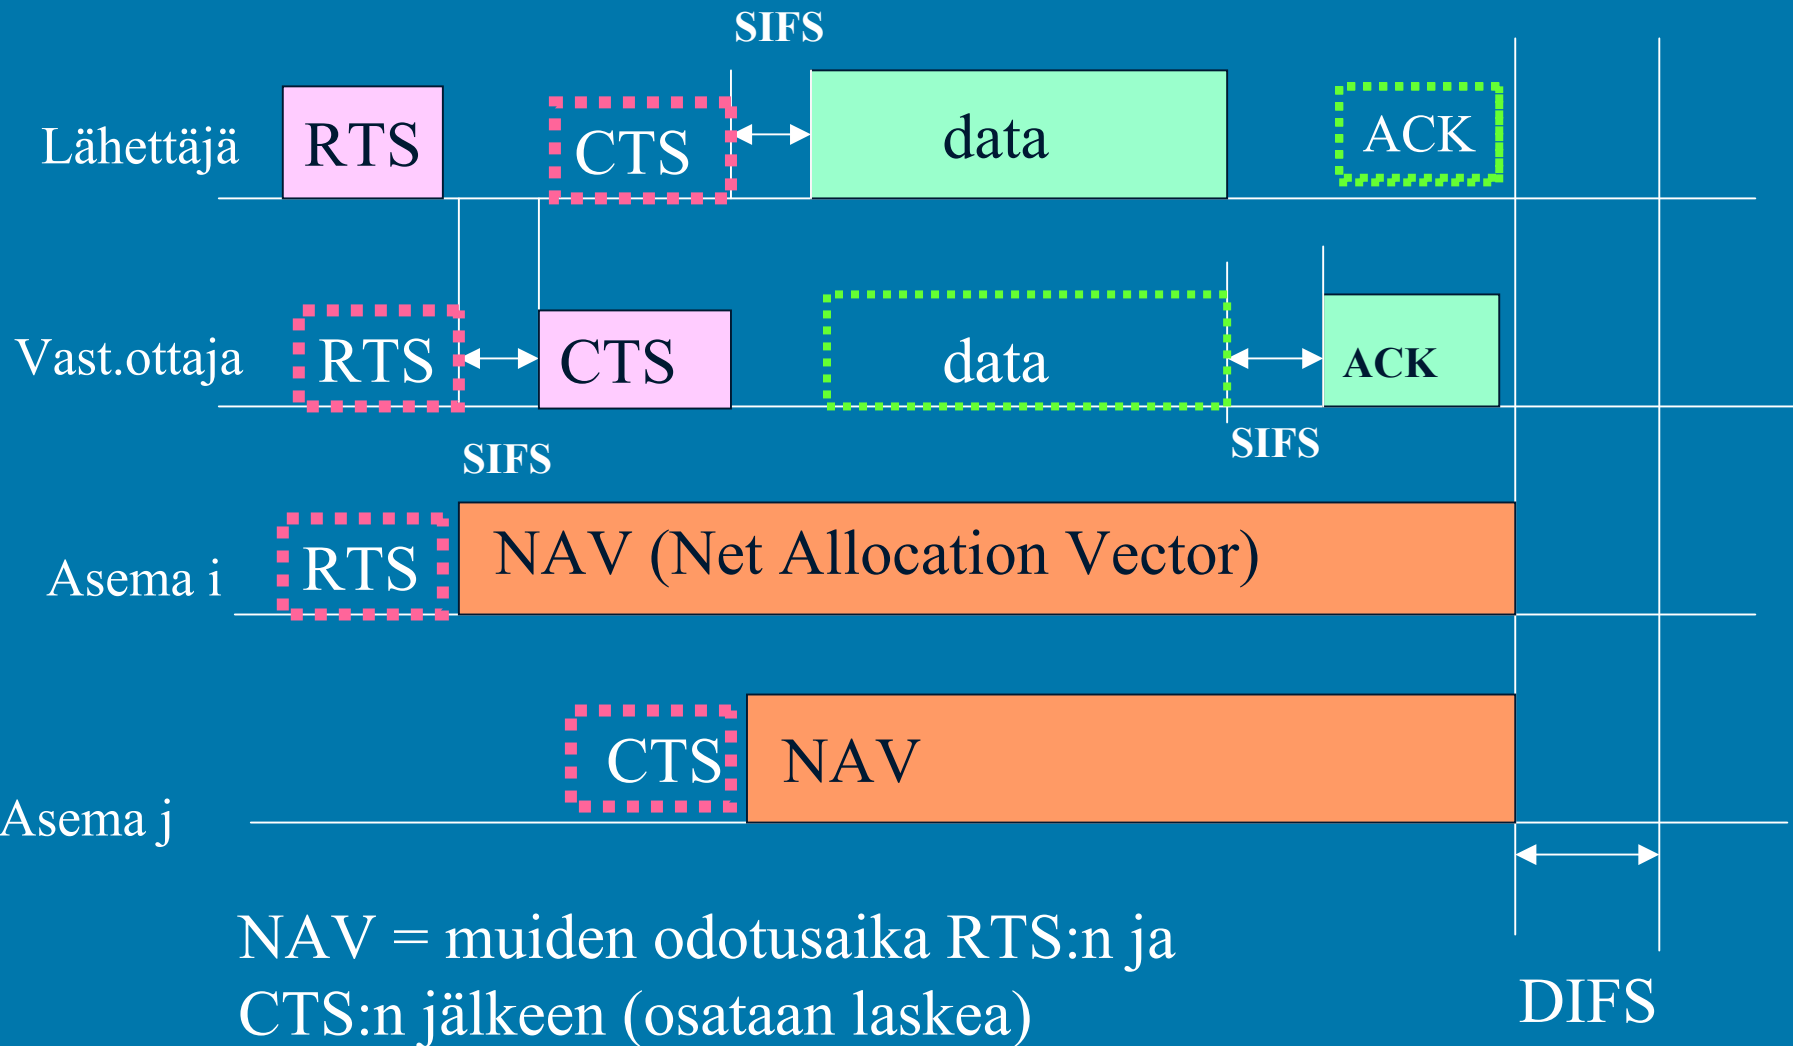 SIFS
Lähettäjä RTS CTS data ACK
Vast.ottaja RTS CTS data ACK
SIFS SIFS
Asema i RTS NAV (Net Allocation Vector)
Asema j CTS NAV
NAV = muiden odotusaika RTS:n ja
CTS:n jälkeen (osataan laskea)
DIFS